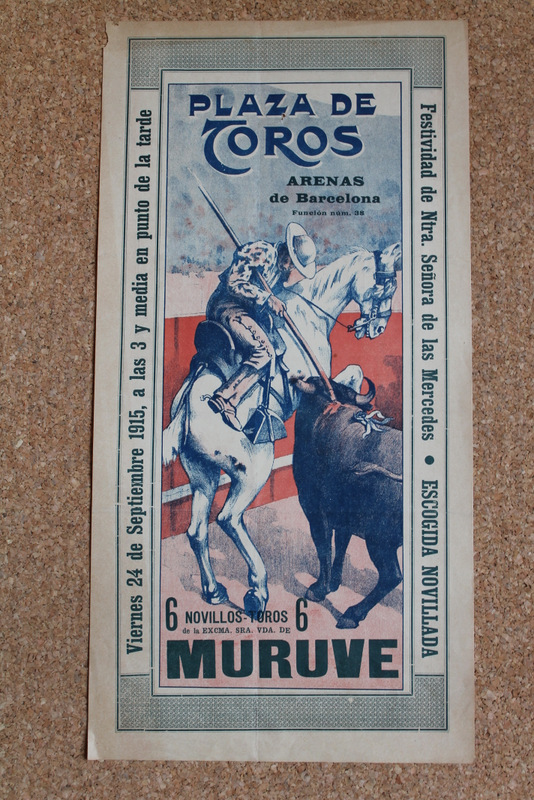 PLAZA DE
TOROS
ARENAS
de Barcelona
Función núm. 38
Viernes 24 de Septiembre 1915, a las 3 y media en punto de la tarde
Festividad de Ntra. Señora de las Mercedes • ESCOGIDA NOVILLADA
6 NOVILLOS-TOROS 6
de la EXCMA. SRA. VDA. DE
MURUVE